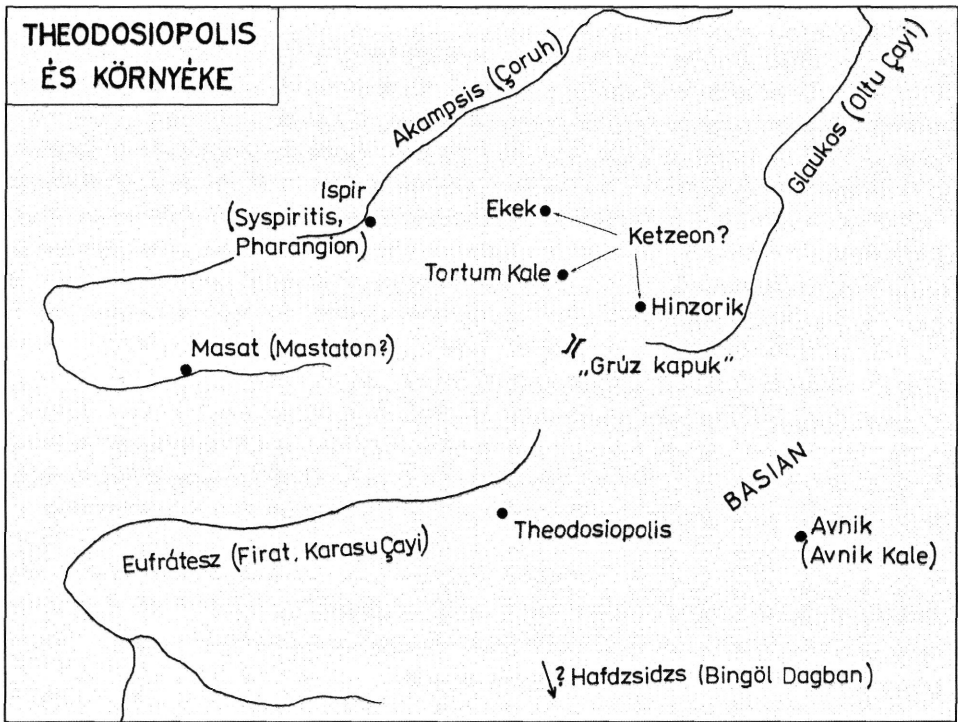 THEODOSIOPOLIS
ÉS KÖRNYÉKE
Akampsis (Çoruh)
Glaukos (Oltu Çayi)
Ispir
(Syspiritis,
Pharangion)
Ekek
Ketzeon?
Tortum Kale
Hinzorik
Masat (Mastaton?)
„Grúz kapuk"
BASIAN
Theodosiopolis
Avnik
(Avnik Kale)
Eufrátesz (Firat, Karasu Çayi)
? Hafdzsidzs (Bingöl Dagban)